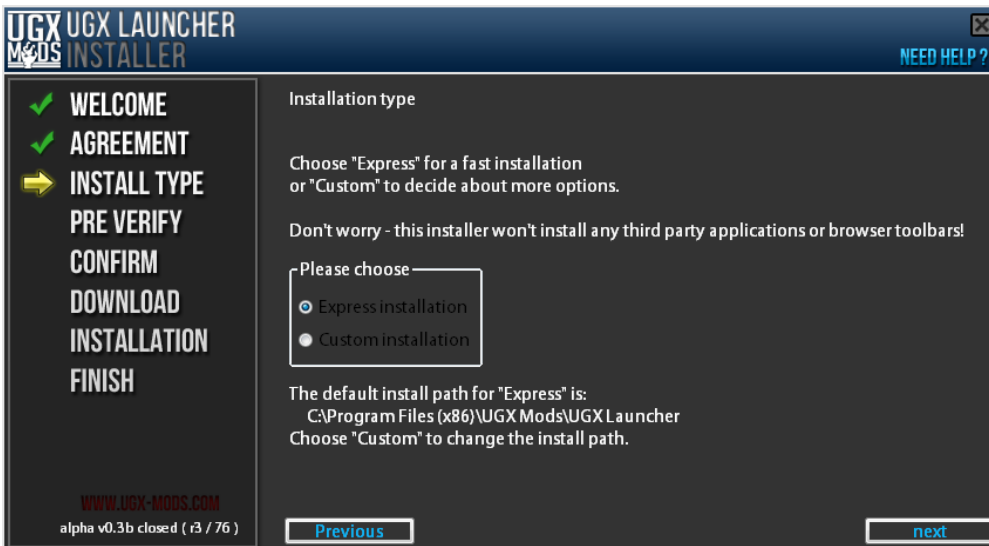 UGX MODS
UGX LAUNCHER
INSTALLER
NEED HELP ?
WELCOME
AGREEMENT
INSTALL TYPE
PRE VERIFY
CONFIRM
DOWNLOAD
INSTALLATION
FINISH
WWW.UGX-MODS.COM
alpha v0.3b closed ( r3 / 76 )
Installation type
Choose "Express" for a fast installation
or "Custom" to decide about more options.
Don't worry - this installer won't install any third party applications or browser toolbars!
Please choose
Express installation
Custom installation
The default install path for "Express" is:
C:\Program Files (x86)\UGX Mods\UGX Launcher
Choose "Custom" to change the install path.
Previous
next